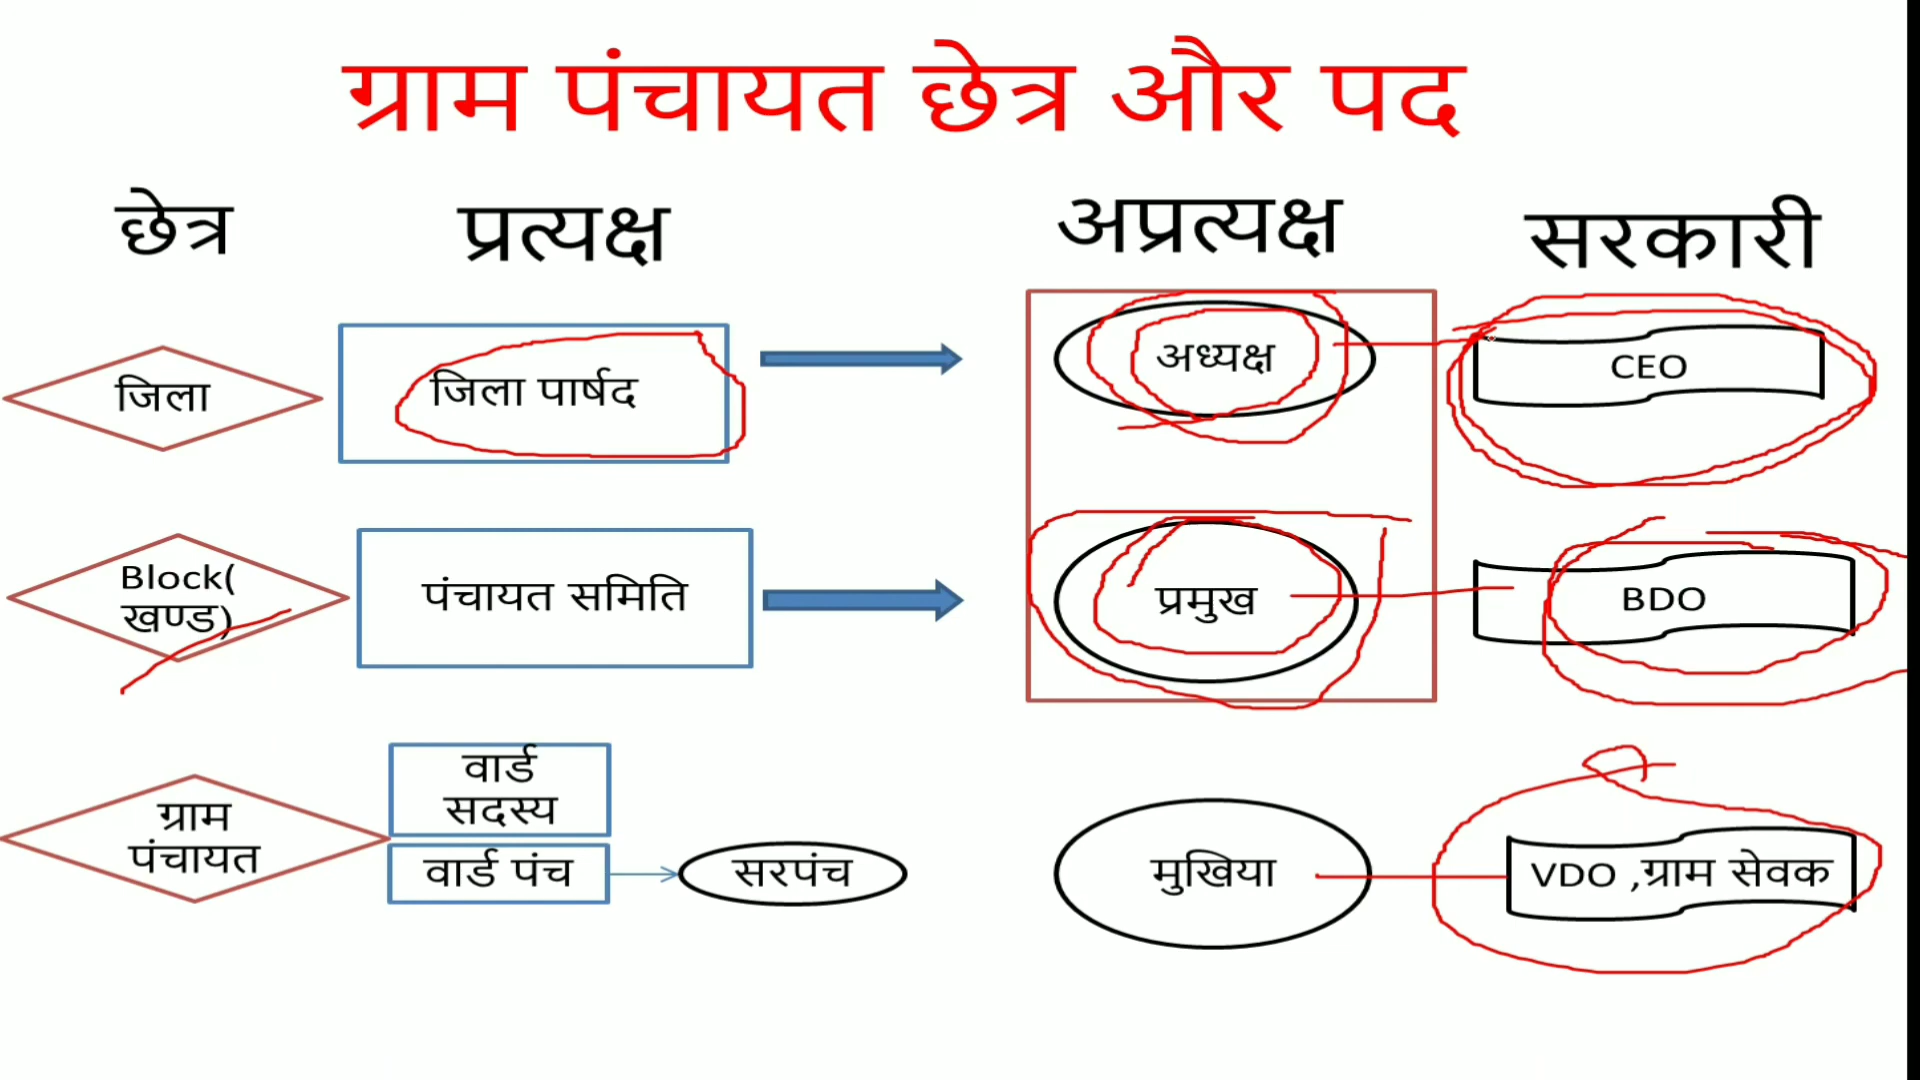 ग्राम पंचायत छेत्र और पद
छेत्र
प्रत्यक्ष
अप्रत्यक्ष
सरकारी
जिला
जिला पार्षद
अध्यक्ष
CEO
Block(
खण्ड)
पंचायत समिति
प्रमुख
BDO
ग्राम
पंचायत
वार्ड
सदस्य
वार्ड पंच
सरपंच
मुखिया
VDO ,ग्राम सेवक